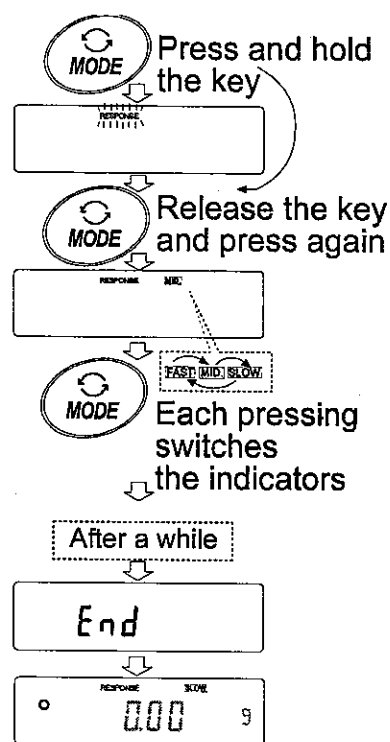 MODE
Press and hold
the key
RESPONSE
MODE
Release the key
and press again
RESPONSE MID.
FAST MID. SLOW
MODE
Each pressing
switches
the indicators
After a while
End
RESPONSE SLOW
0.00 g